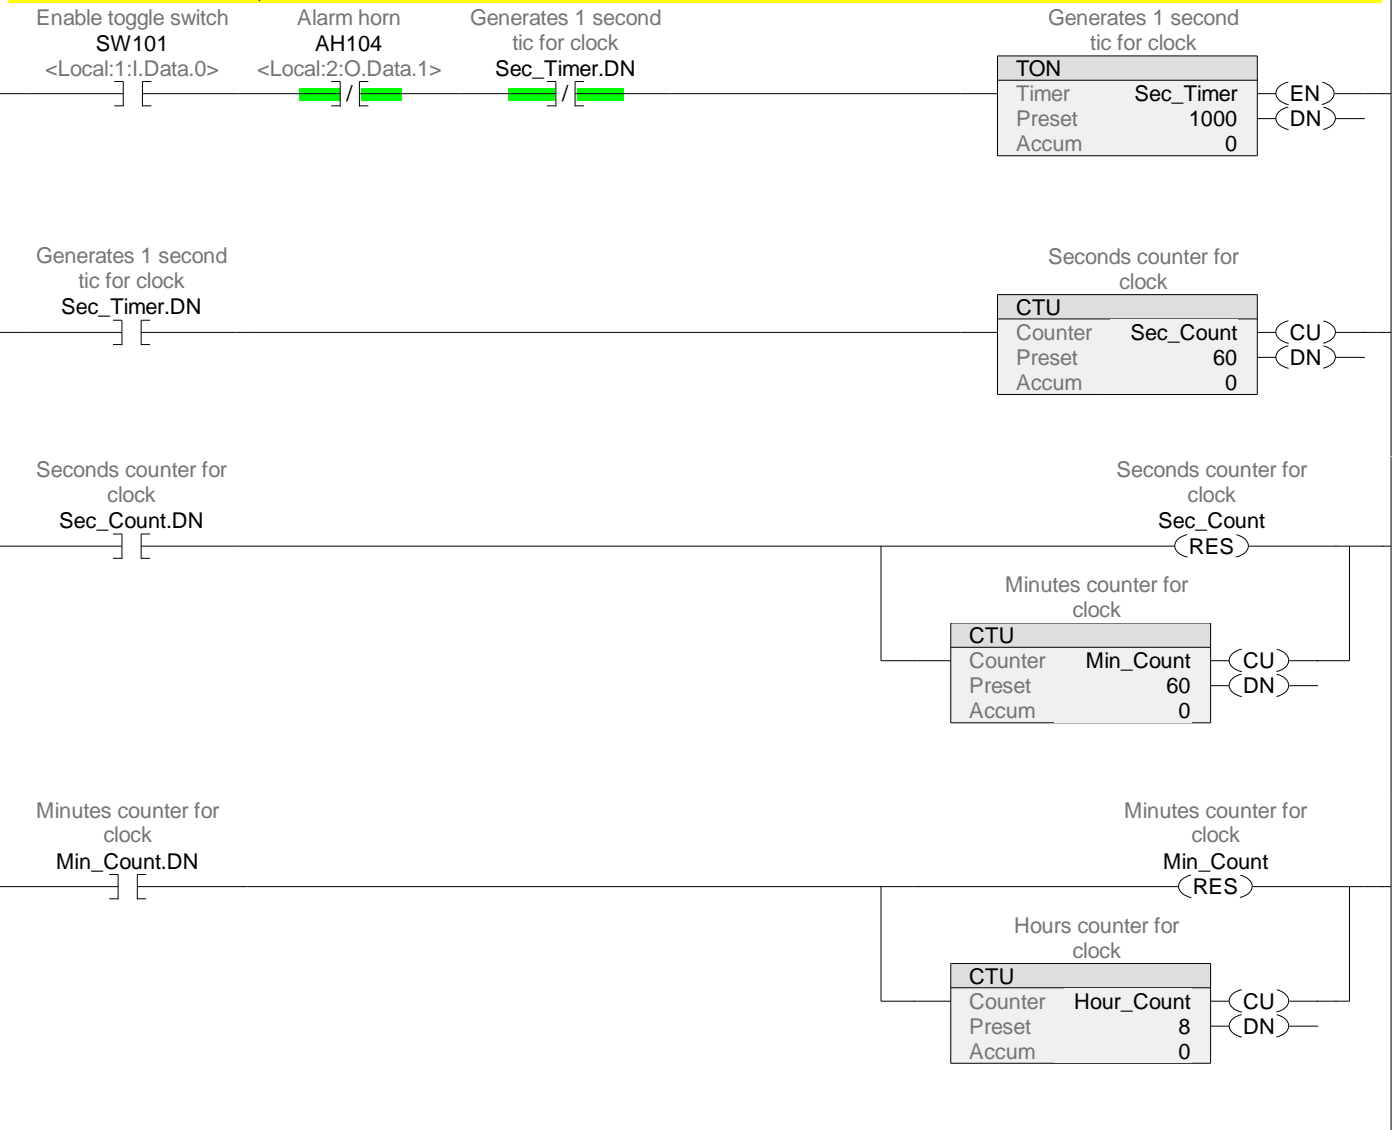 Enable toggle switch
SW101
<Local:1:I.Data.0>
Alarm horn
AH104
<Local:2:O.Data.1>
Generates 1 second
tic for clock
Sec_Timer.DN
/
/
Generates 1 second
tic for clock
TON
Timer Sec_Timer
Preset 1000
Accum 0
EN
DN
Generates 1 second
tic for clock
Sec_Timer.DN
Seconds counter for
clock
CTU
Counter Sec_Count
Preset 60
Accum 0
CU
DN
Seconds counter for
clock
Sec_Count.DN
Seconds counter for
clock
Sec_Count
RES
Minutes counter for
clock
CTU
Counter Min_Count
Preset 60
Accum 0
CU
DN
Minutes counter for
clock
Min_Count.DN
Minutes counter for
clock
Min_Count
RES
Hours counter for
clock
CTU
Counter Hour_Count
Preset 8
Accum 0
CU
DN